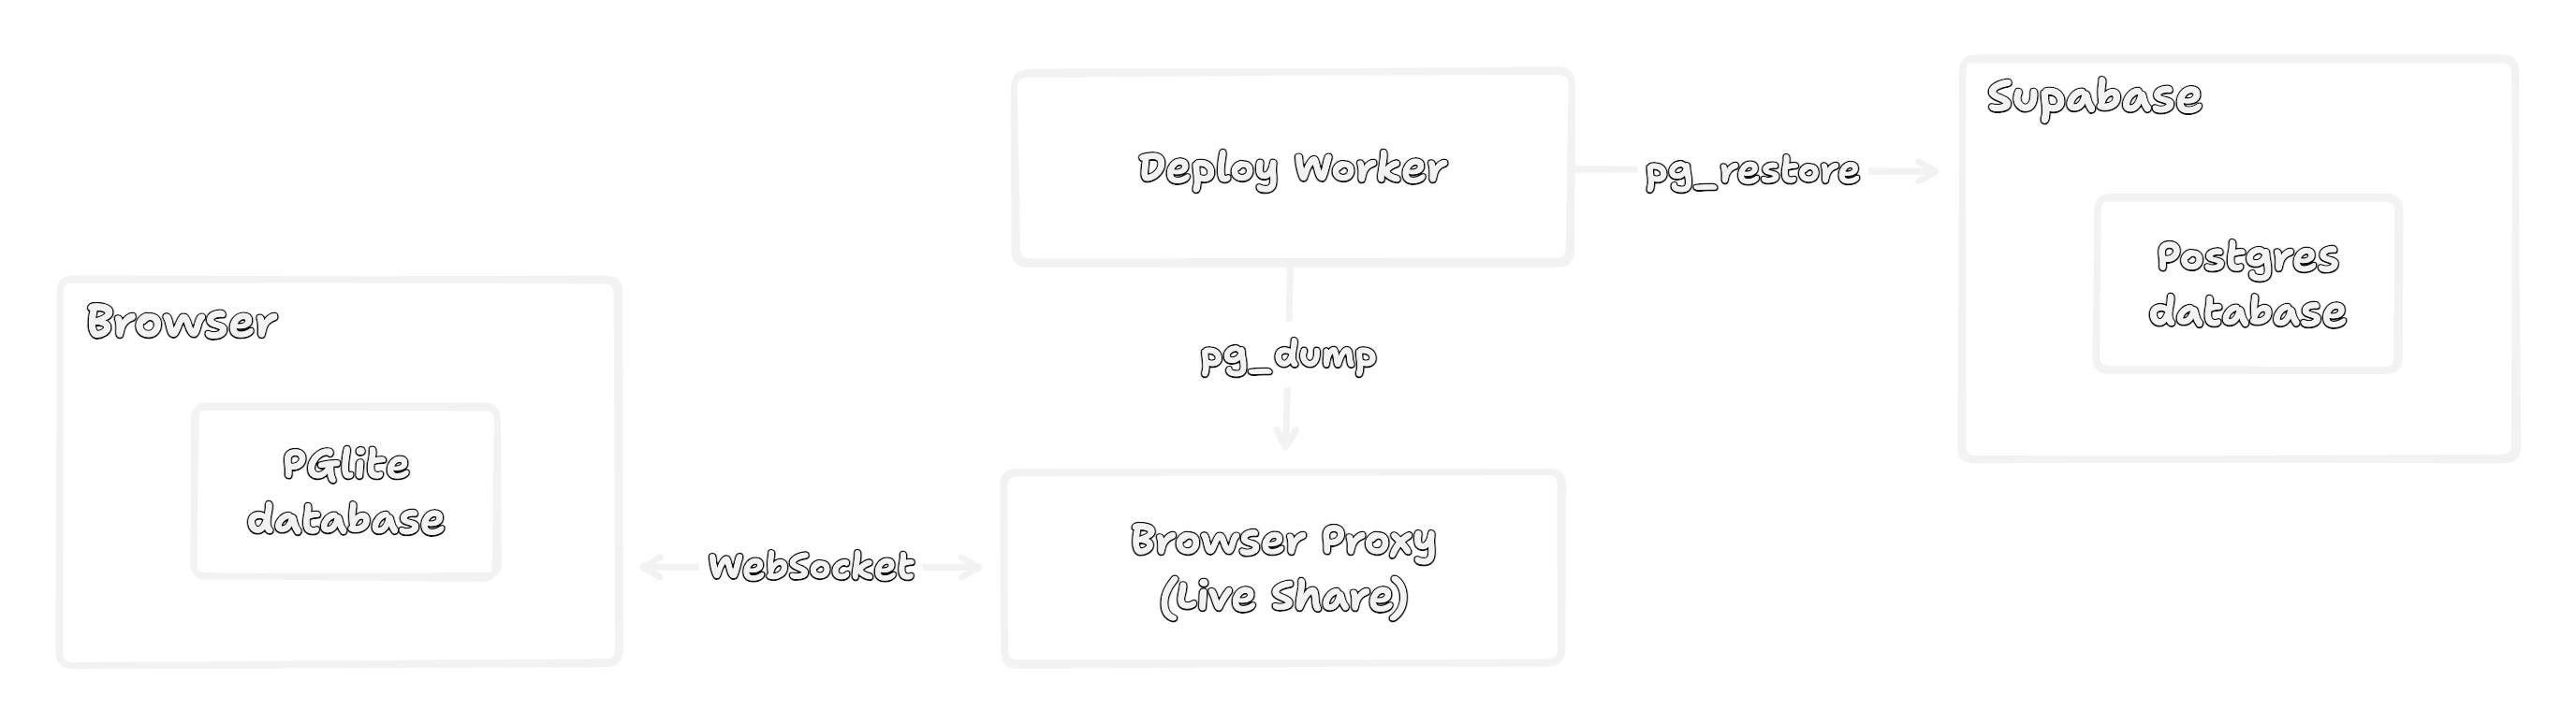 Supabase
Deploy Worker
pg_restore
Postgres
database
Browser
pg_dump
PGlite
database
WebSocket
Browser Proxy
(Live Share)